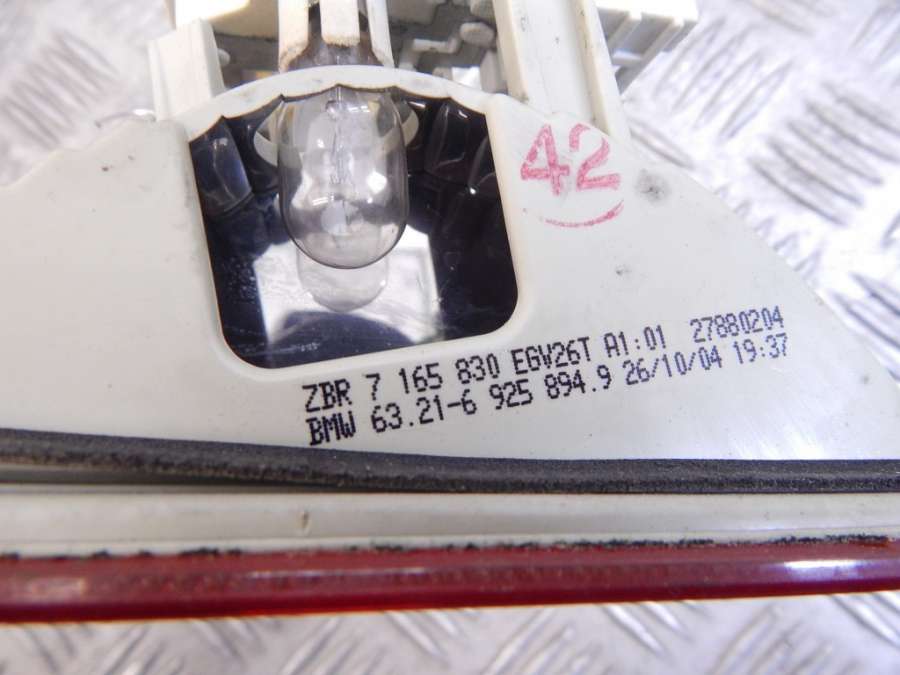 42
ZBR 7 165 830 EGV26T A1:01 27880204
BMW 63.21-6 925 894.9 26/10/04 19:37